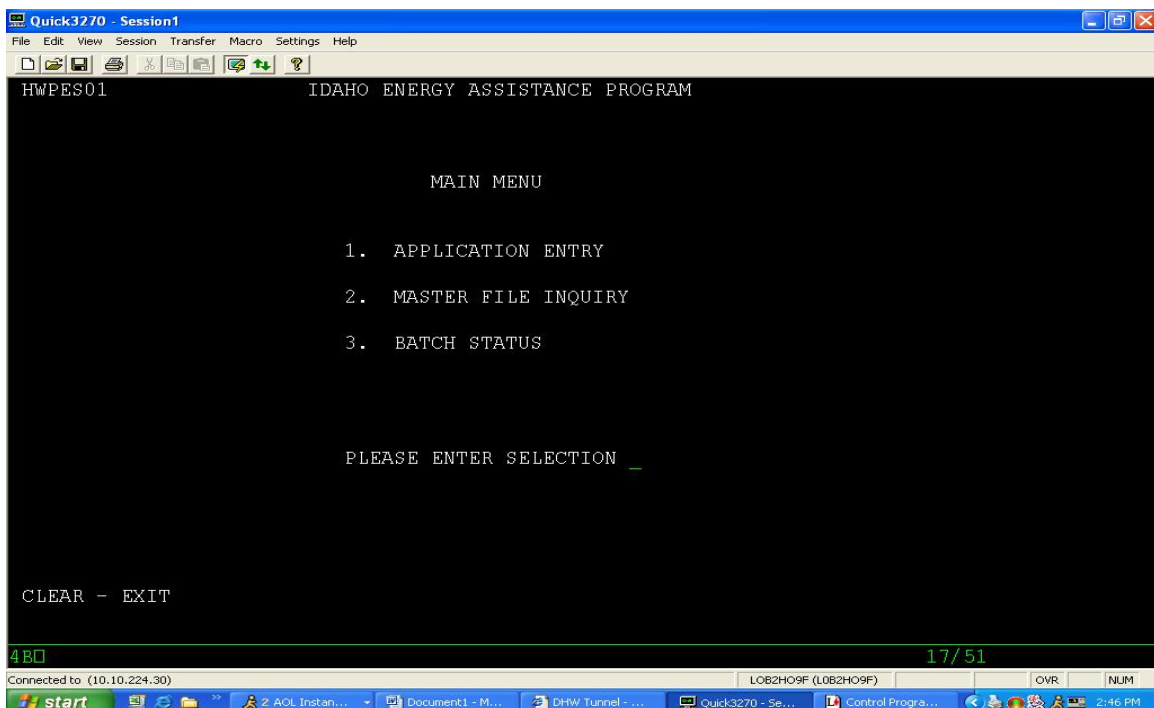 Quick3270 - Session1
File Edit View Session Transfer Macro Settings Help
HWPES01 IDAHO ENERGY ASSISTANCE PROGRAM
MAIN MENU
1. APPLICATION ENTRY
2. MASTER FILE INQUIRY
3. BATCH STATUS
PLEASE ENTER SELECTION _
CLEAR - EXIT
4B 17/51
Connected to (10.10.224.30) LOB2HO9F (LOB2HO9F) OVR NUM
start 2 AOL Instan... Document1 - M... DHW Tunnel - ... Quick3270 - Se... Control Progra... 2:46 PM